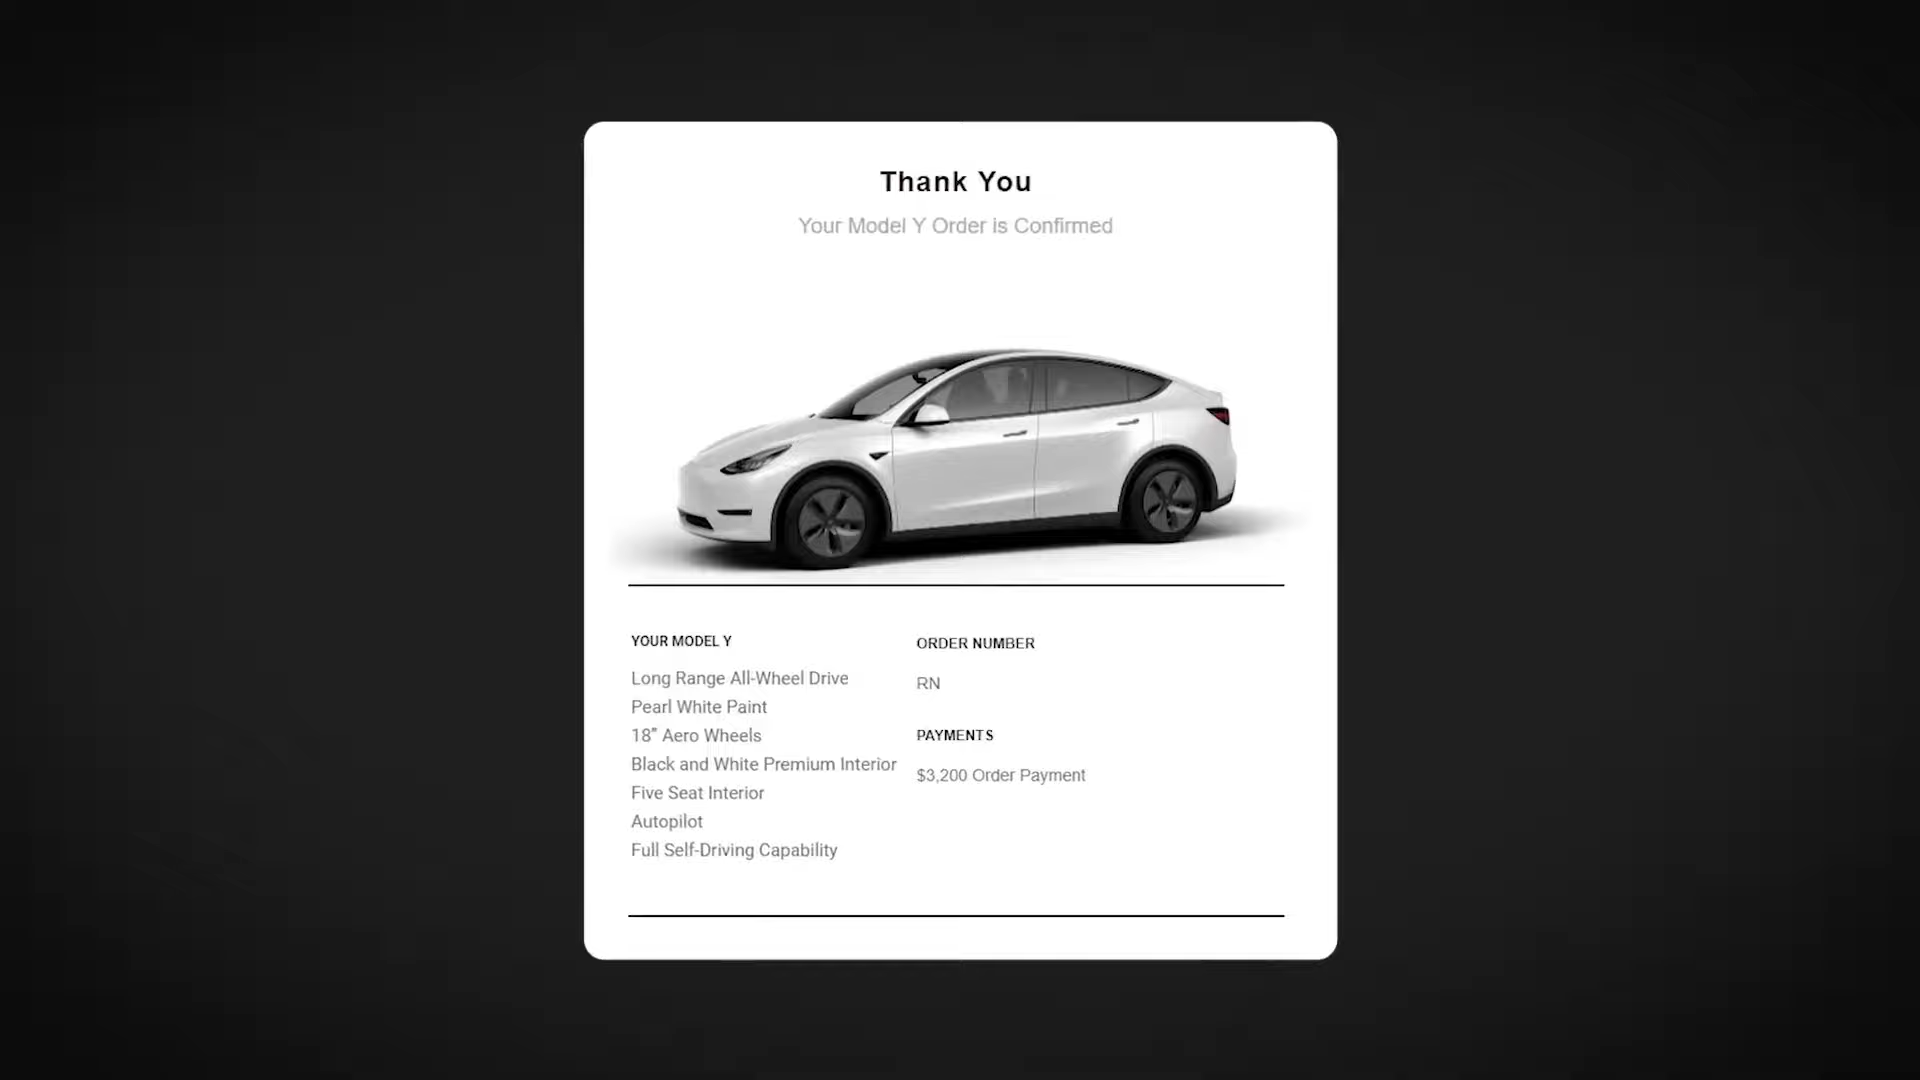 Thank You
Your Model Y Order is Confirmed
YOUR MODEL Y
Long Range All-Wheel Drive
Pearl White Paint
18” Aero Wheels
Black and White Premium Interior
Five Seat Interior
Autopilot
Full Self-Driving Capability
ORDER NUMBER
RN
PAYMENTS
$3,200 Order Payment